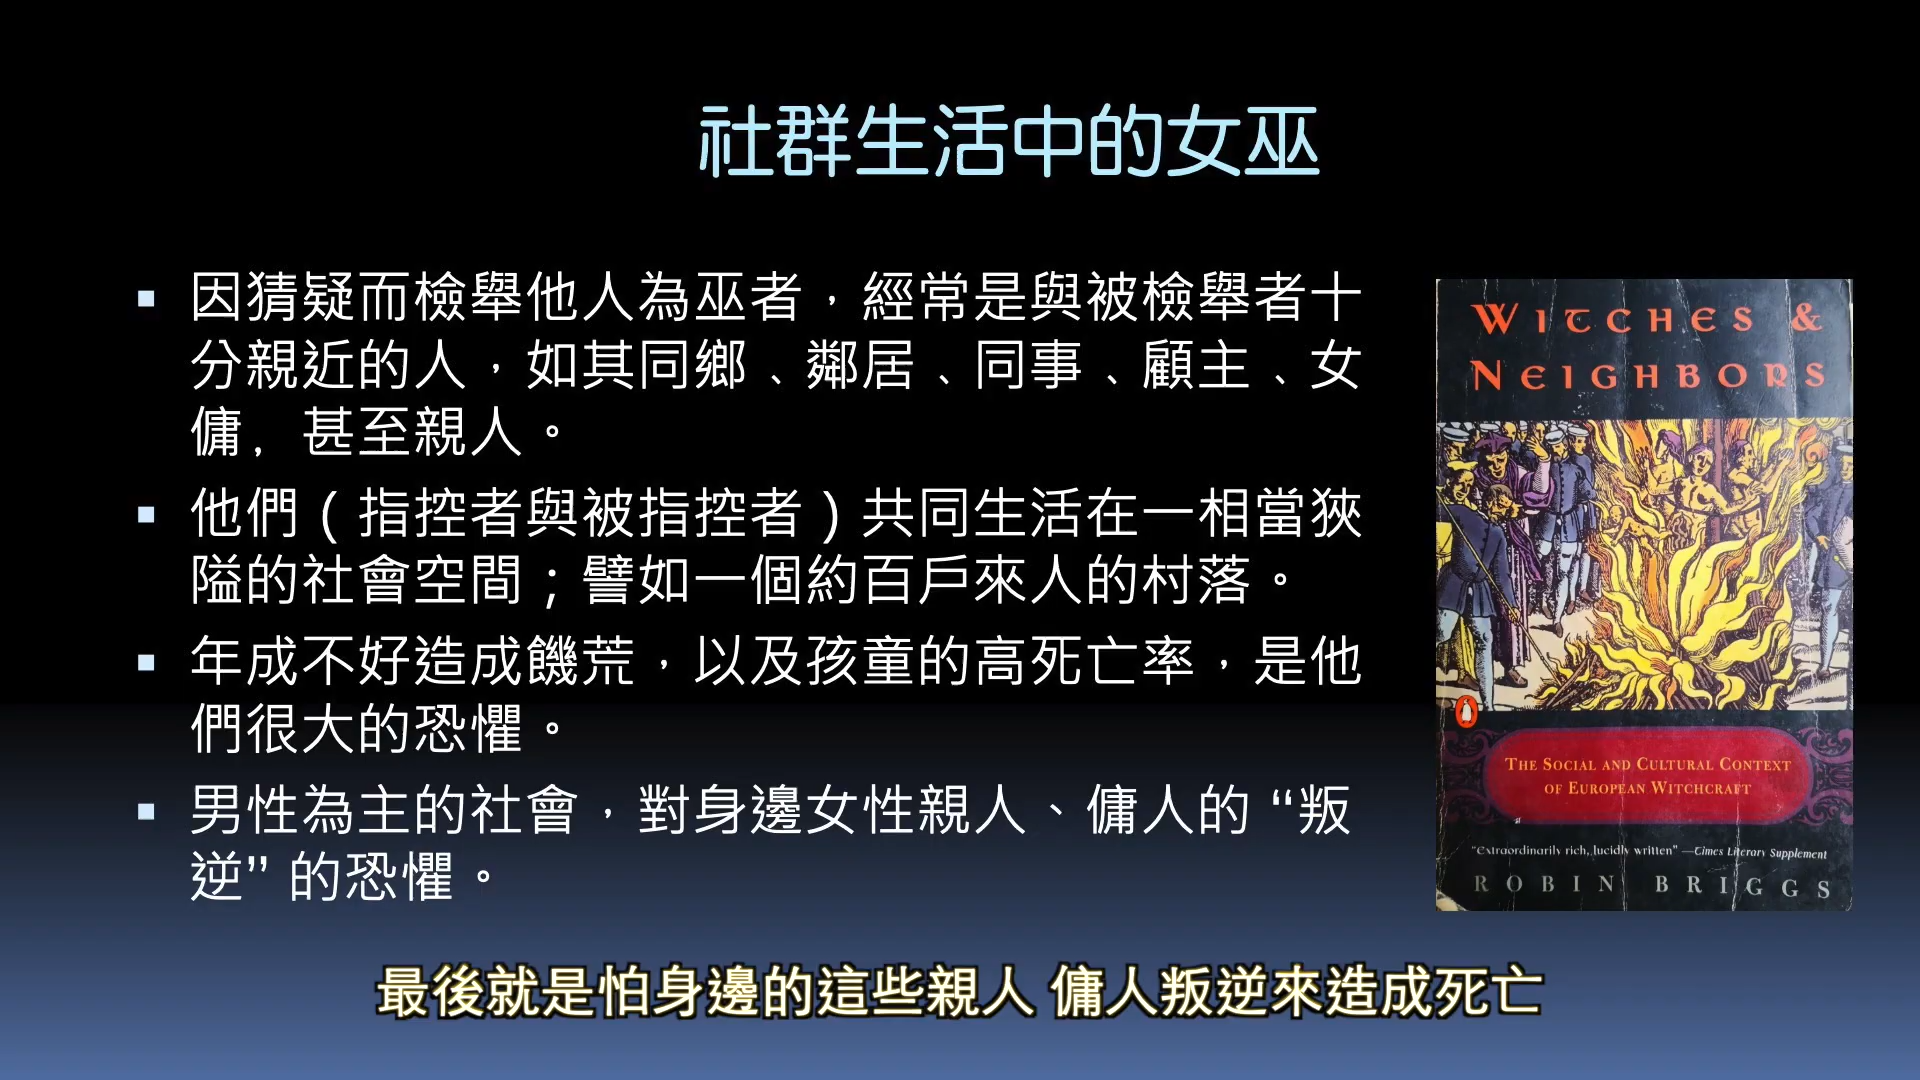 社群生活中的女巫
因猜疑而檢舉他人為巫者，經常是與被檢舉者十
分親近的人，如其同鄉、鄰居、同事、顧主、女
傭，甚至親人。
他們（指控者與被指控者）共同生活在一相當狹
隘的社會空間；譬如一個約百戶來人的村落。
年成不好造成饑荒，以及孩童的高死亡率，是他
們很大的恐懼。
男性為主的社會，對身邊女性親人、傭人的 “叛
逆” 的恐懼。
WITCHES &
NEIGHBORS
THE SOCIAL AND CULTURAL CONTEXT
OF EUROPEAN WITCHCRAFT
“Extraordinarily rich, lucidly written” —Times Literary Supplement
ROBIN BRIGGS
最後就是怕身邊的這些親人 傭人叛逆來造成死亡